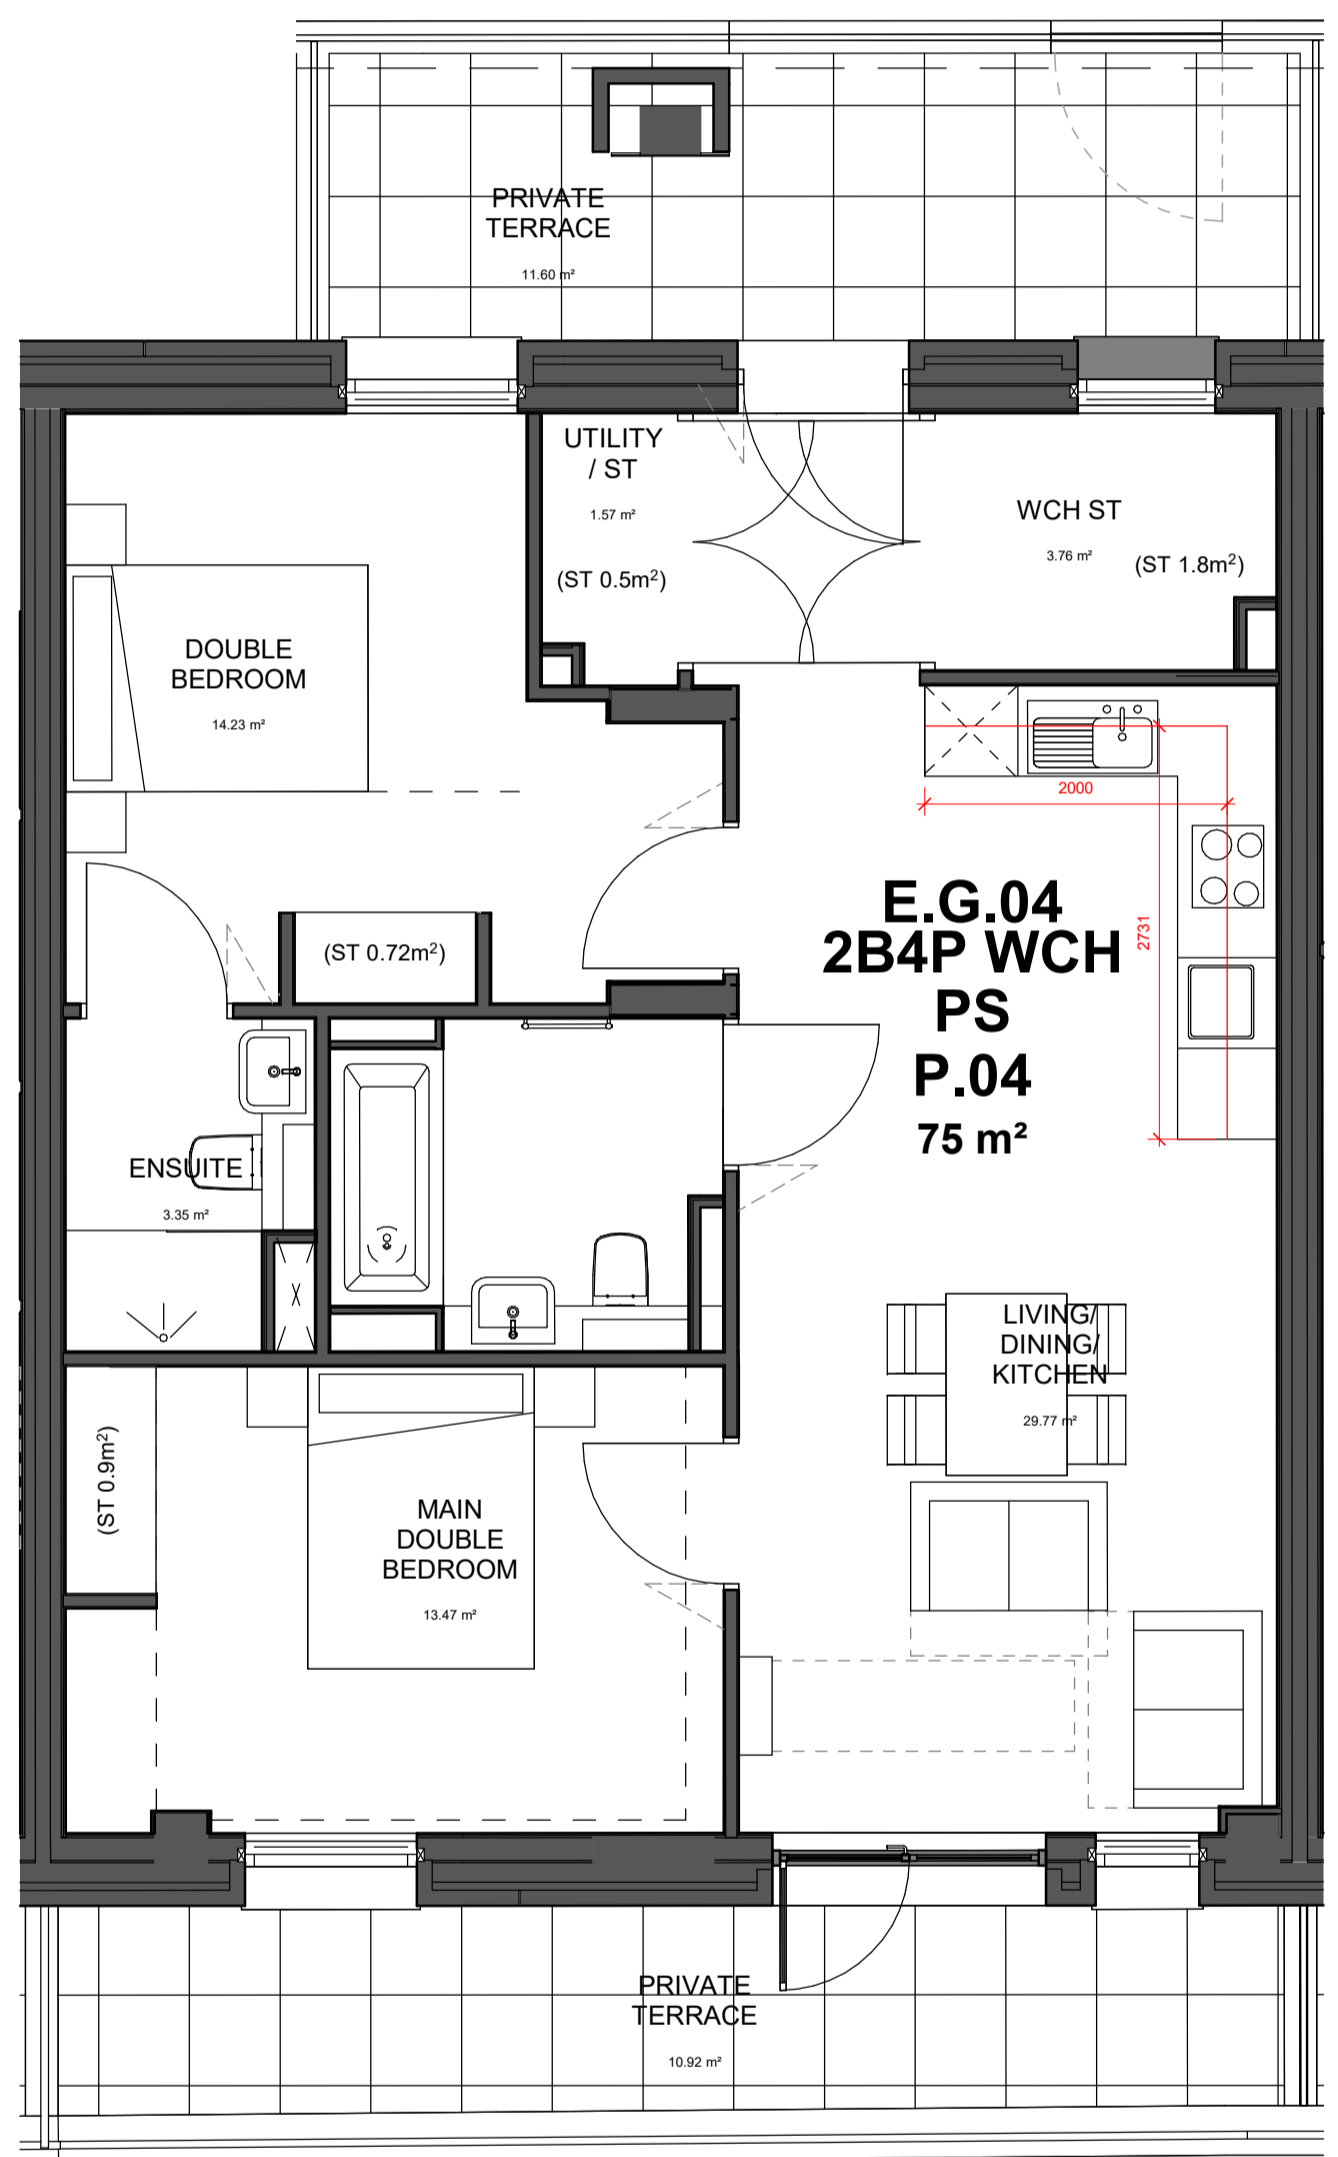 PRIVATE
TERRACE
11.60 m²
UTILITY
/ ST
1.57 m²
(ST 0.5m²)
WCH ST
3.76 m²
(ST 1.8m²)
DOUBLE
BEDROOM
14.23 m²
2000
2731
E.G.04
2B4P WCH
PS
P.04
75 m²
(ST 0.72m²)
ENSUITE
3.35 m²
LIVING/
DINING/
KITCHEN
29.77 m²
(ST 0.9m²)
MAIN
DOUBLE
BEDROOM
13.47 m²
PRIVATE
TERRACE
10.92 m²